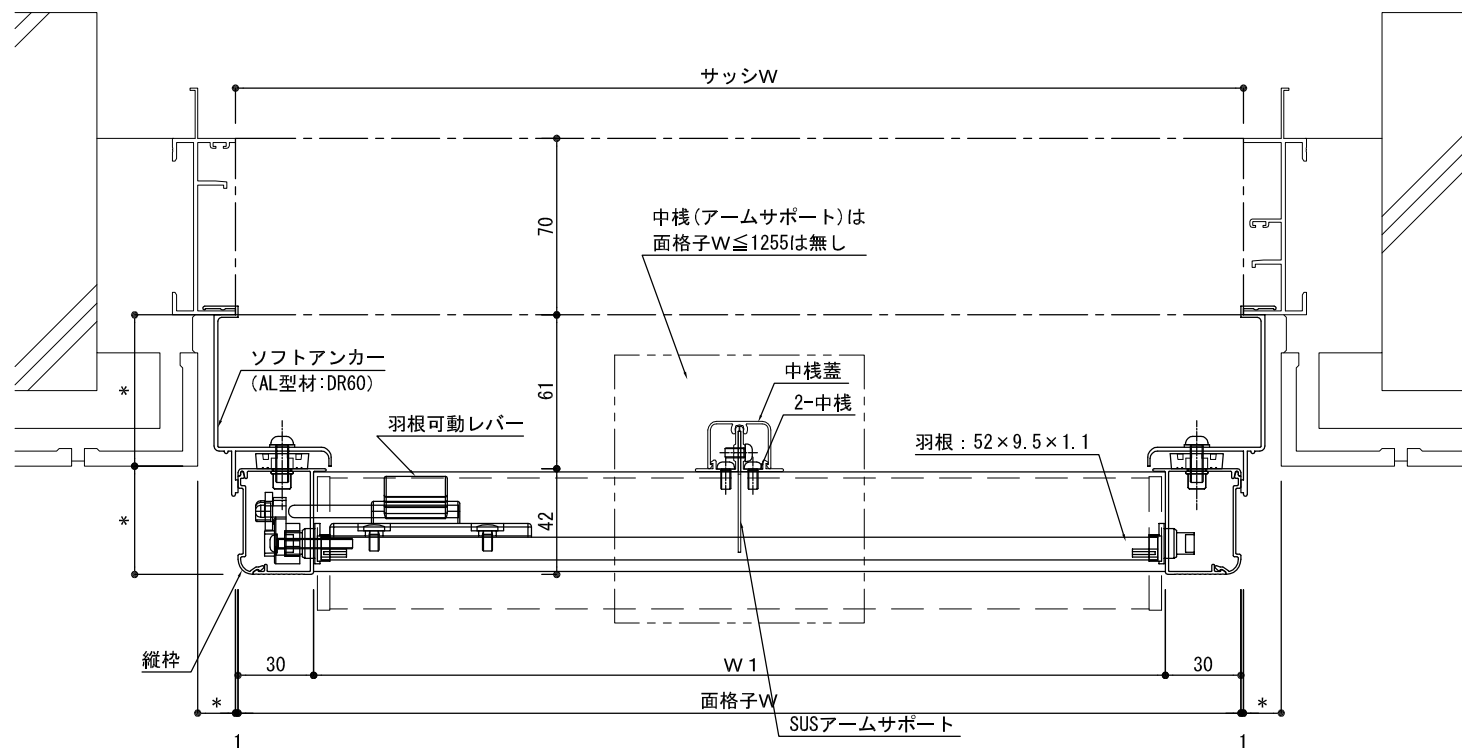 サッシW
70
中桟(アームサポート)は
面格子W≦1255は無し
ソフトアンカー
(AL型材:DR60)
*
61
中桟蓋
2-中桟
羽根可動レバー
羽根：52×9.5×1.1
*
42
縦枠
30
W1
30
*
面格子W
*
SUSアームサポート
1
1